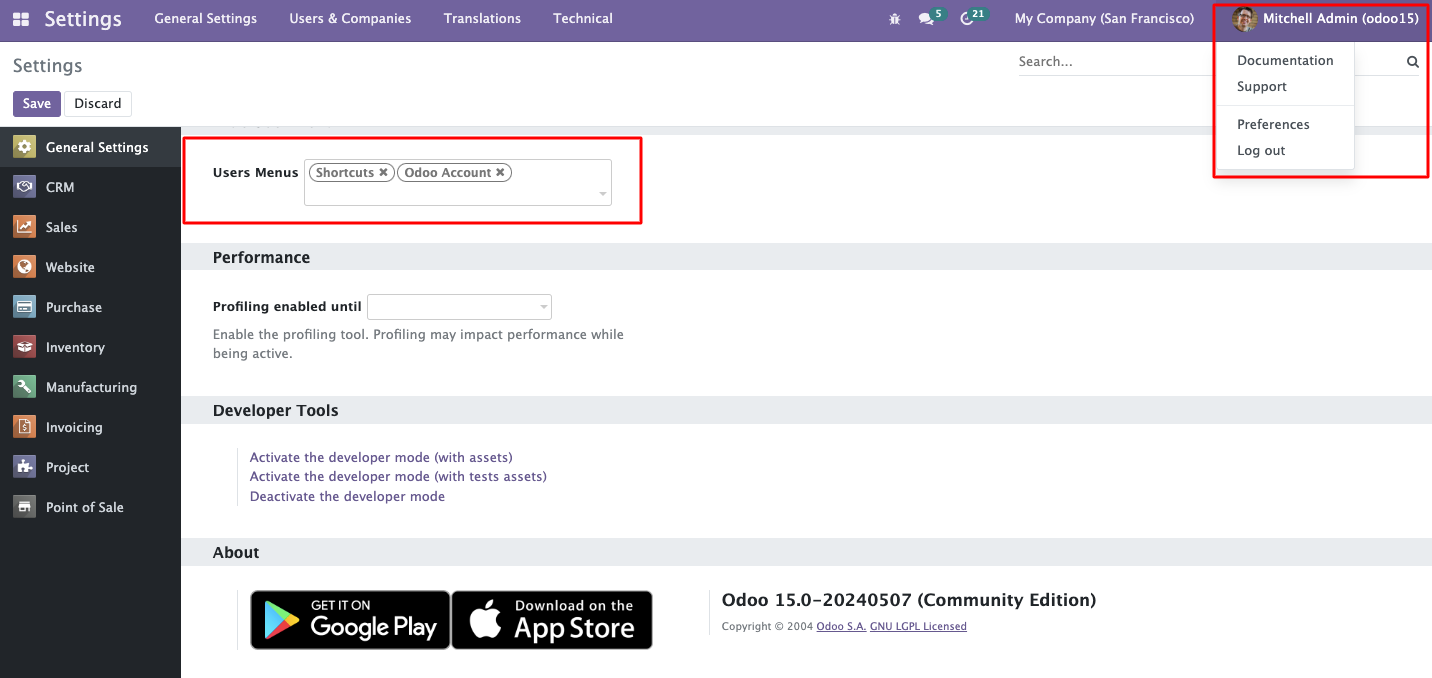 Settings General Settings Users & Companies Translations Technical 5 21 My Company (San Francisco) Mitchell Admin (odoo15)
Settings
Search...
Documentation
Support
Preferences
Log out
Save Discard
General Settings
CRM
Sales
Website
Purchase
Inventory
Manufacturing
Invoicing
Project
Point of Sale
Users Menus Shortcuts ✖ Odoo Account ✖
Performance
Profiling enabled until
Enable the profiling tool. Profiling may impact performance while
being active.
Developer Tools
Activate the developer mode (with assets)
Activate the developer mode (with tests assets)
Deactivate the developer mode
About
GET IT ON
Google Play
Download on the
App Store
Odoo 15.0-20240507 (Community Edition)
Copyright © 2004 Odoo S.A. GNU LGPL Licensed